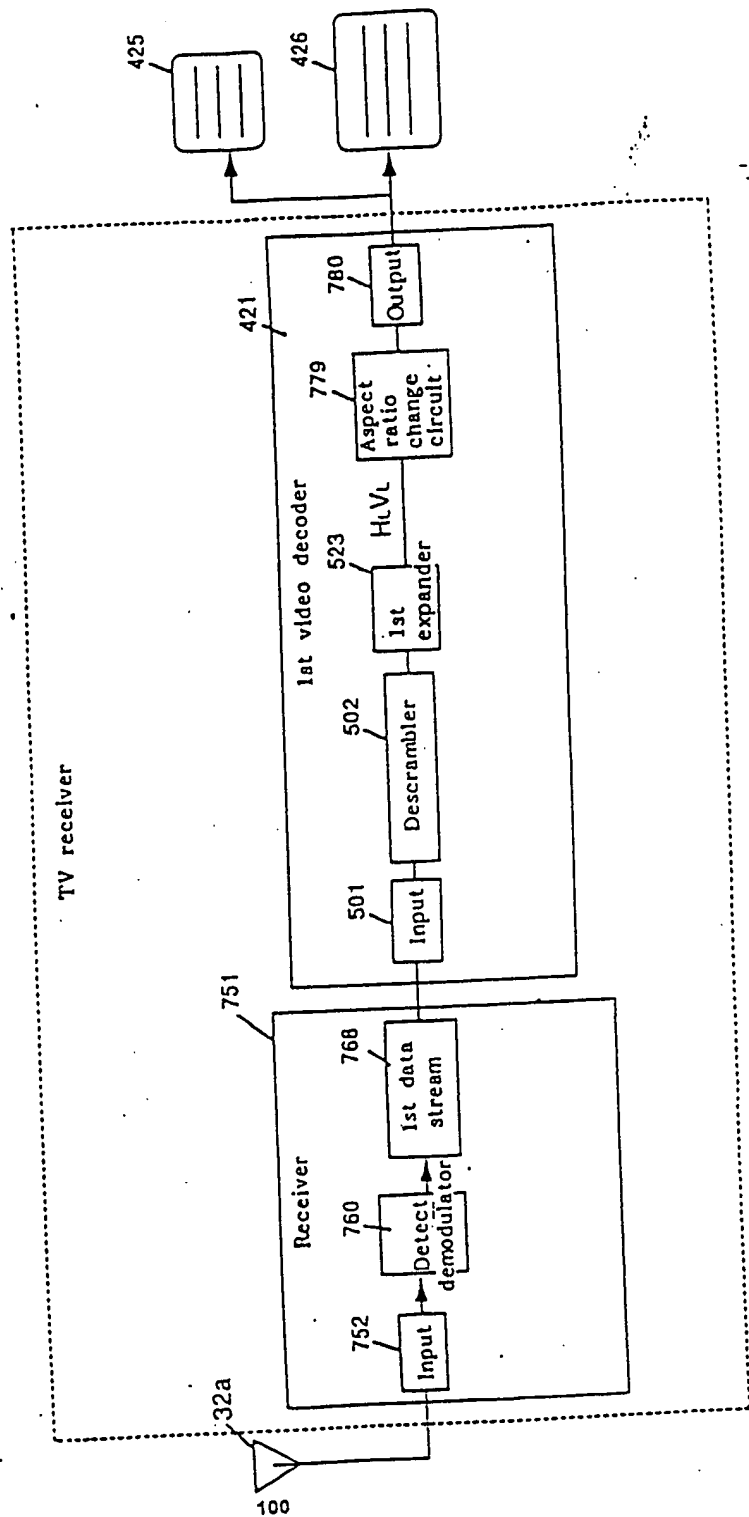 TV receiver
32a
100
751
Receiver
752
Input
760
Detect
demodulator
768
1st data
stream
421
1st video decoder
501
Input
502
Descrambler
523
1st
expander
HLVL
779
Aspect
ratio
change
circuit
780
Output
425
426